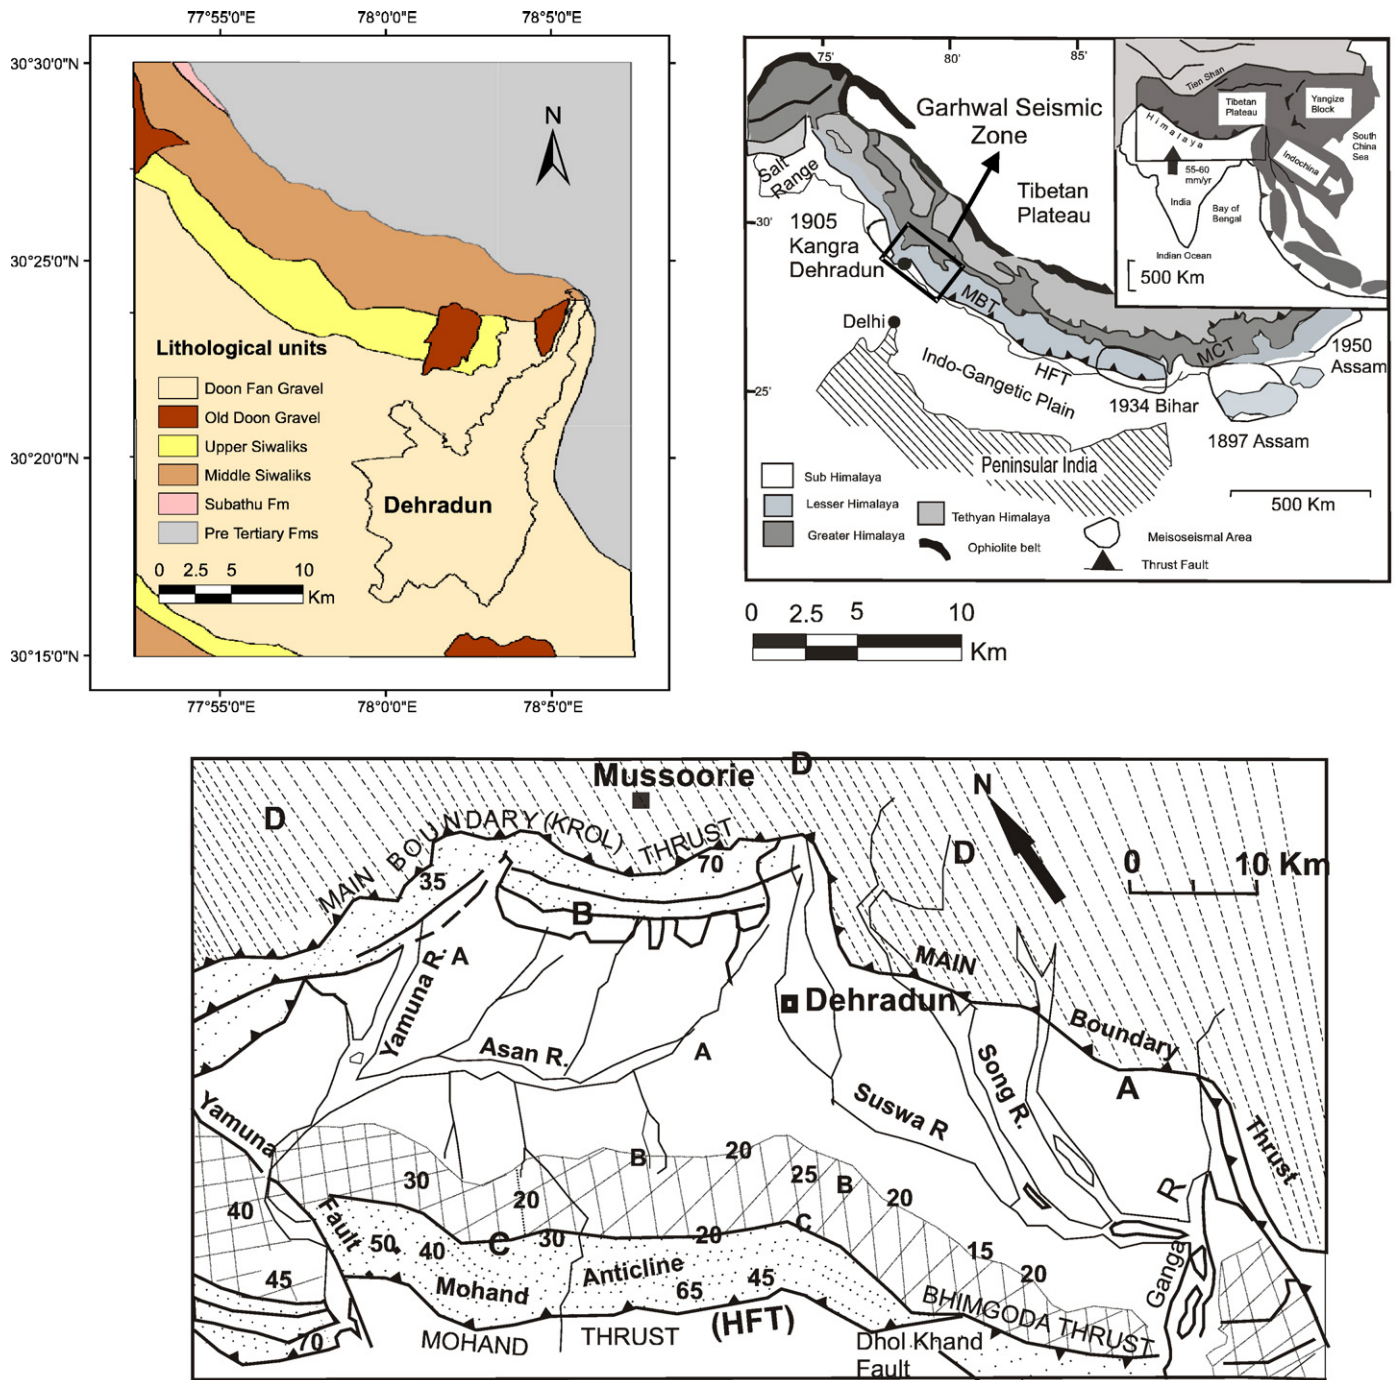 77°55'0"E 78°0'0"E 78°5'0"E
30°30'0"N
30°25'0"N
30°20'0"N
30°15'0"N
N
Lithological units
Doon Fan Gravel
Old Doon Gravel
Upper Siwaliks
Middle Siwaliks
Subathu Fm
Pre Tertiary Fms
0 2.5 5 10
Km
Dehradun
77°55'0"E 78°0'0"E 78°5'0"E
75' 80' 85'
30'
25'
Garhwal Seismic
Zone
Salt
Range
Tibetan
Plateau
1905
Kangra
Dehradun
MBT
Delhi
HFT
MCT
Indo-Gangetic Plain
1950
Assam
1934 Bihar
1897 Assam
Peninsular India
500 Km
Sub Himalaya
Lesser Himalaya
Greater Himalaya
Tethyan Himalaya
Ophiolite belt
Meisoseismal Area
Thrust Fault
Tien Shan
Tibetan
Plateau
Yangize
Block
Himalaya
South
China
Sea
Indochina
55-60
mm/yr
India
Bay of
Bengal
Indian Ocean
500 Km
0 2.5 5 10
Km
D
Mussoorie
D
N
D
0 10 Km
MAIN BOUNDARY (KROL) THRUST
35
70
B
A
Yamuna R.
MAIN
Dehradun
Asan R.
A
Boundary
A
Song R.
Suswa R
Yamuna
Thrust
B
20
25
B
20
30
20
R
40
Fault
50
40
C
30
20
C
15
20
45
Mohand
Anticline
65
45
Ganga
BHIMGODA THRUST
70
MOHAND
THRUST
(HFT)
Dhol Khand
Fault